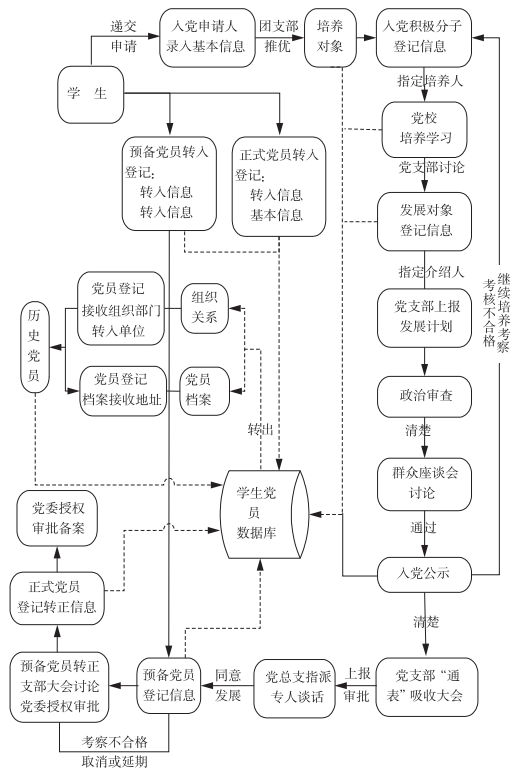 递交
申请
入党申请人
录入基本信息
团支部
推优
培养
对象
入党积极分子
登记信息
学 生
指定培养人
党校
培养学习
党支部讨论
预备党员转入
登记：
转入信息
转入信息
正式党员转入
登记：
转入信息
基本信息
发展对象
登记信息
指定介绍人
继续培养考察
考核不合格
党员登记
接收组织部门
转入单位
组织
关系
历史党员
党支部上报
发展计划
党员登记
档案接收地址
党员
档案
政治审查
转出
清楚
群众座谈会
讨论
学生党
员
数据库
党委授权
审批备案
通过
正式党员
登记转正信息
入党公示
清楚
预备党员转正
支部大会讨论
党委授权审批
预备党员
登记信息
同意
发展
党总支指派
专人谈话
上报
审批
党支部“通
表”吸收大会
考察不合格
取消或延期